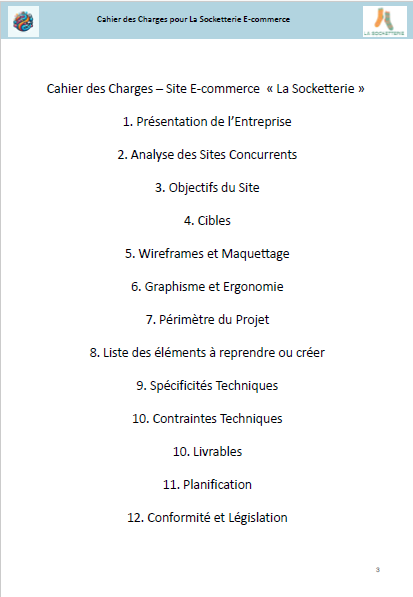 Cahier des Charges pour La Socketterie E-commerce
LA SOCKETTERIE
Cahier des Charges – Site E-commerce « La Socketterie »
1. Présentation de l’Entreprise
2. Analyse des Sites Concurrents
3. Objectifs du Site
4. Cibles
5. Wireframes et Maquettage
6. Graphisme et Ergonomie
7. Périmètre du Projet
8. Liste des éléments à reprendre ou créer
9. Spécificités Techniques
10. Contraintes Techniques
10. Livrables
11. Planification
12. Conformité et Législation
3